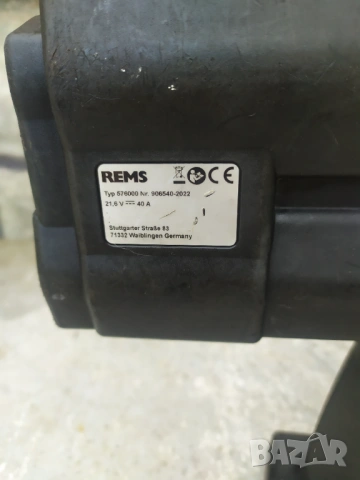 REMS
Typ 576000 Nr. 906540-2022
21,6 V 40 A
Stuttgarter Straße 83
71332 Waiblingen Germany
bazar